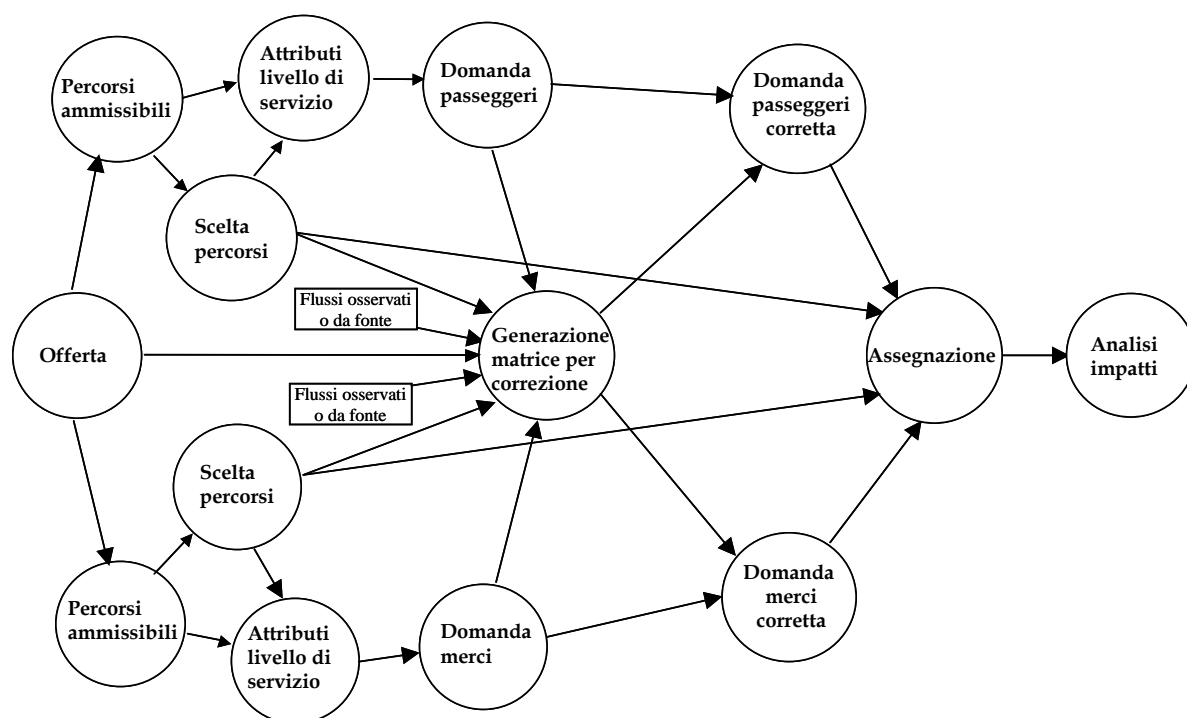 Percorsi
ammissibili
Attributi
livello di
servizio
Domanda
passeggeri
Domanda
passeggeri
corretta
Scelta
percorsi
Flussi osservati
o da fonte
Offerta
Generazione
matrice per
correzione
Assegnazione
Analisi
impatti
Flussi osservati
o da fonte
Scelta
percorsi
Percorsi
ammissibili
Attributi
livello di
servizio
Domanda
merci
Domanda
merci
corretta